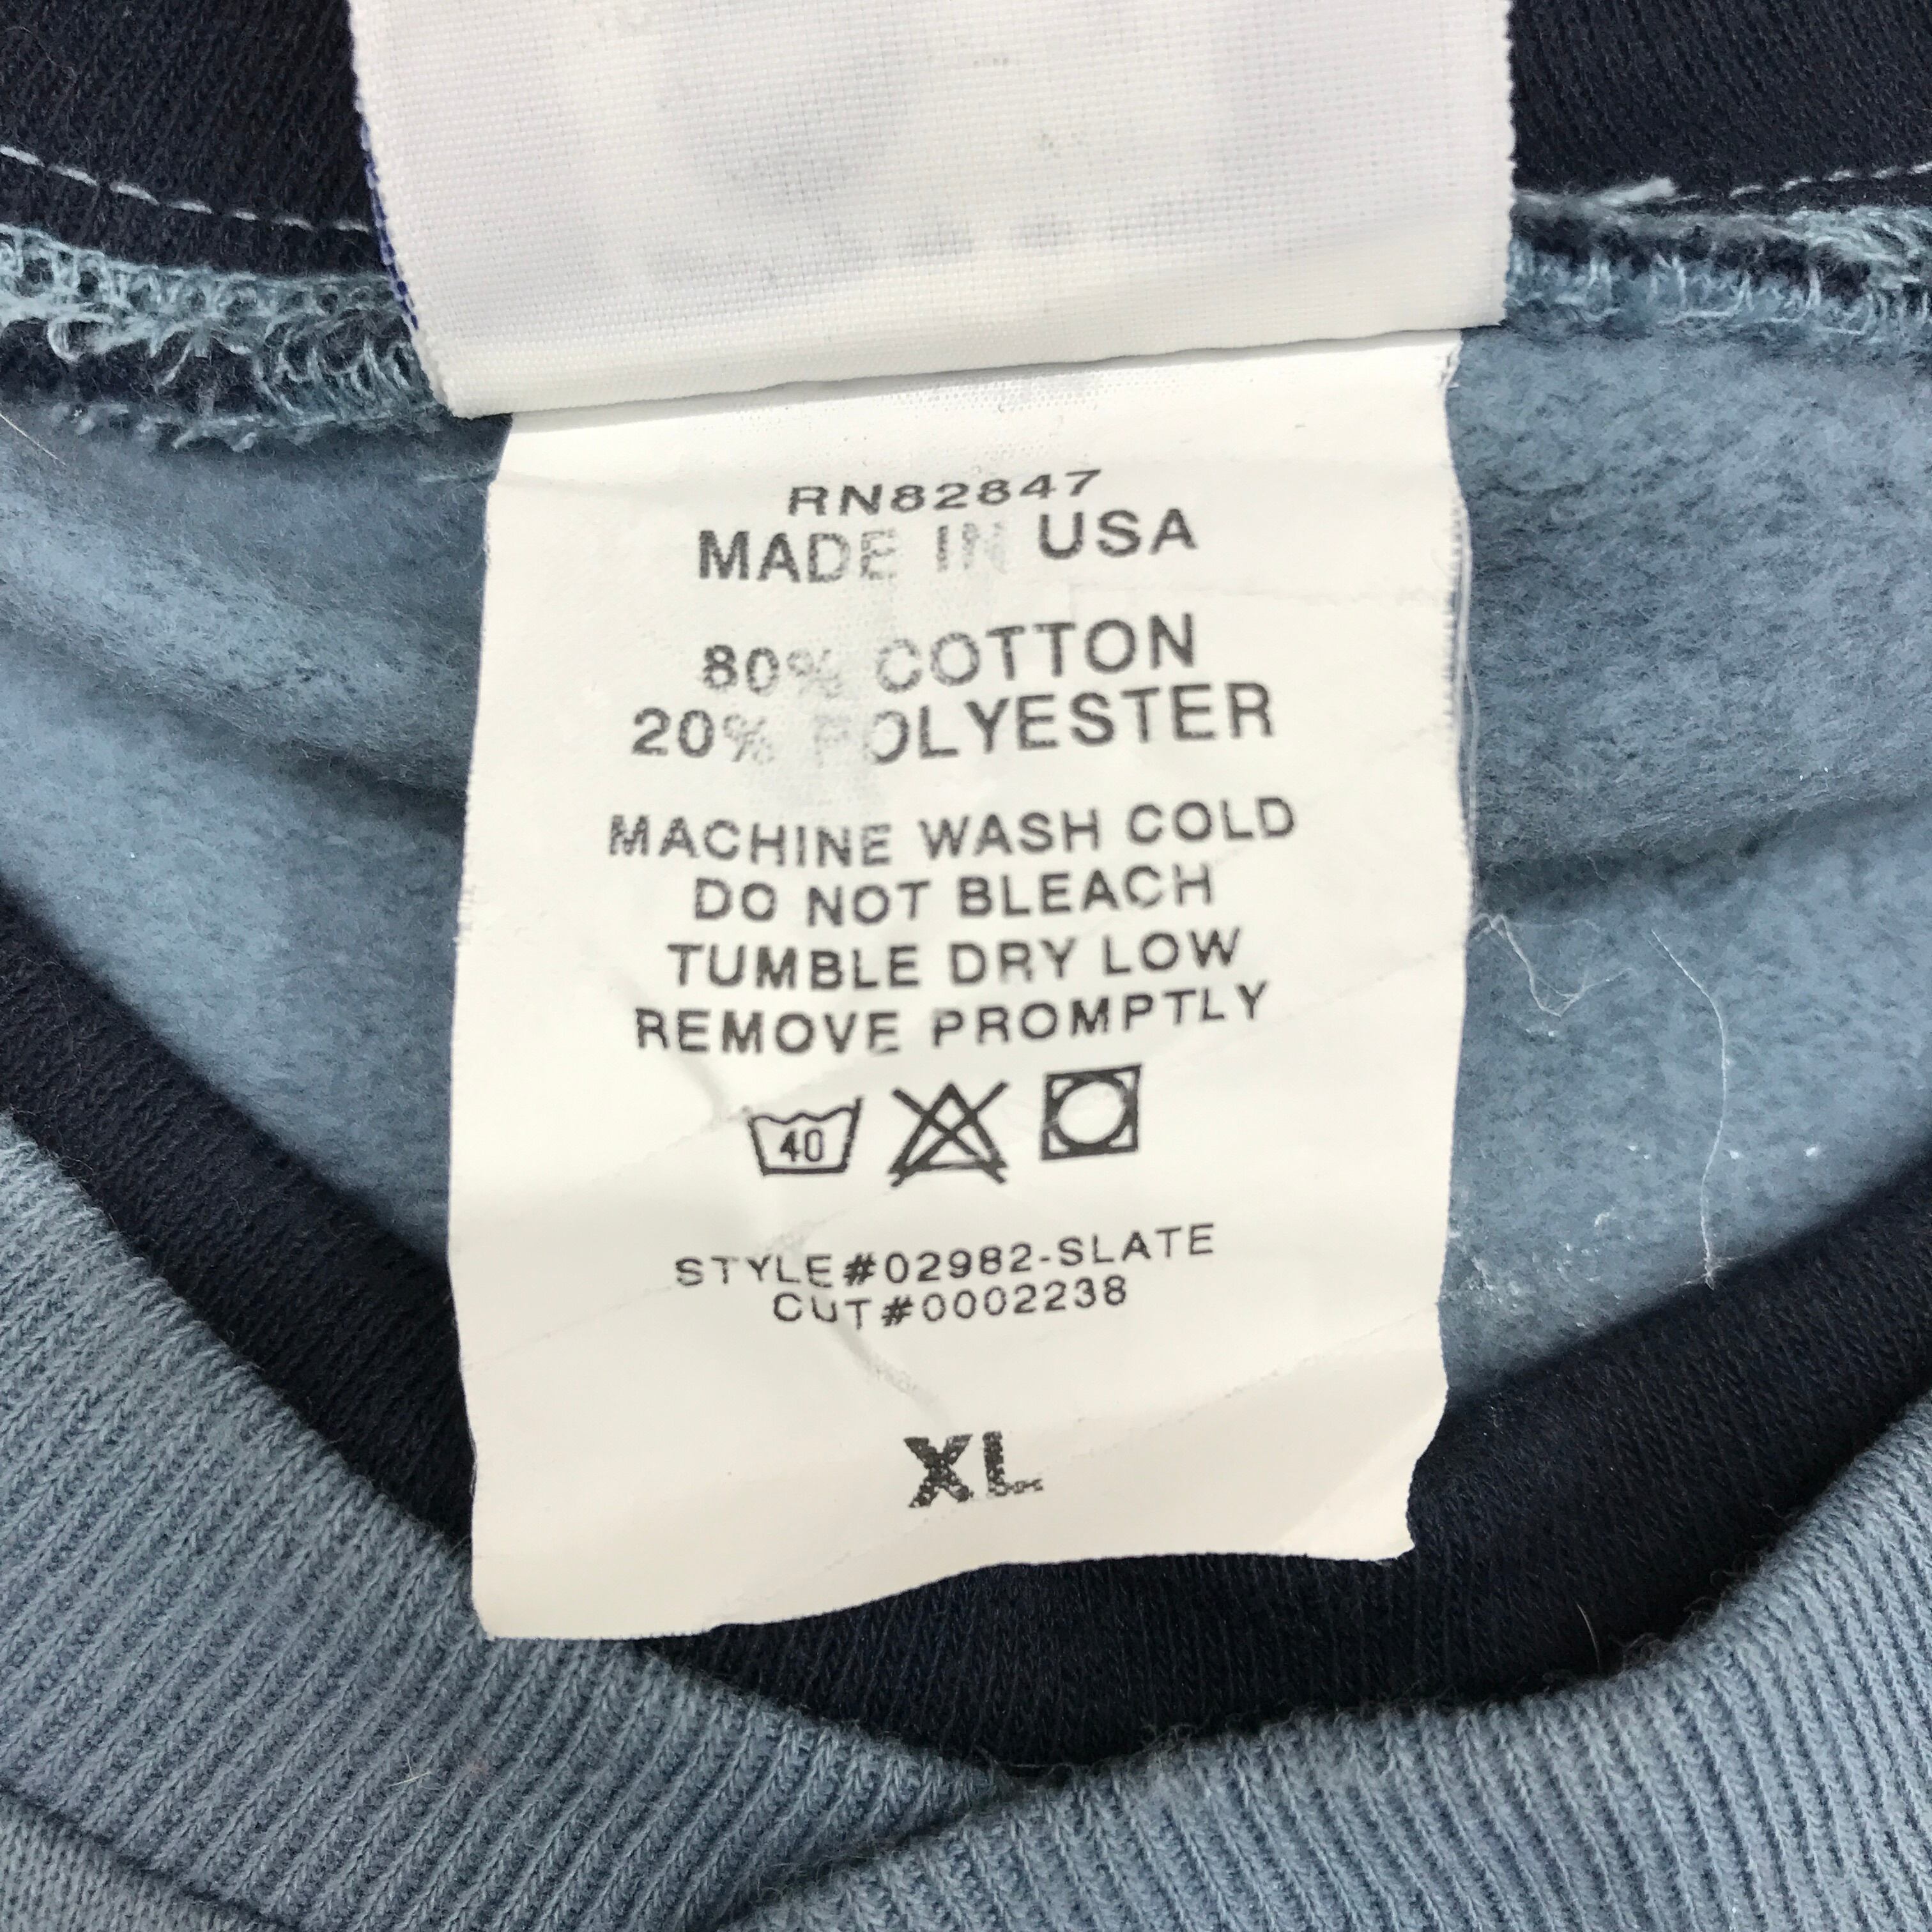 RN82847
MADE IN USA
80% COTTON
20% POLYESTER
MACHINE WASH COLD
DO NOT BLEACH
TUMBLE DRY LOW
REMOVE PROMPTLY
40
STYLE#02982-SLATE
CUT#0002238
XL